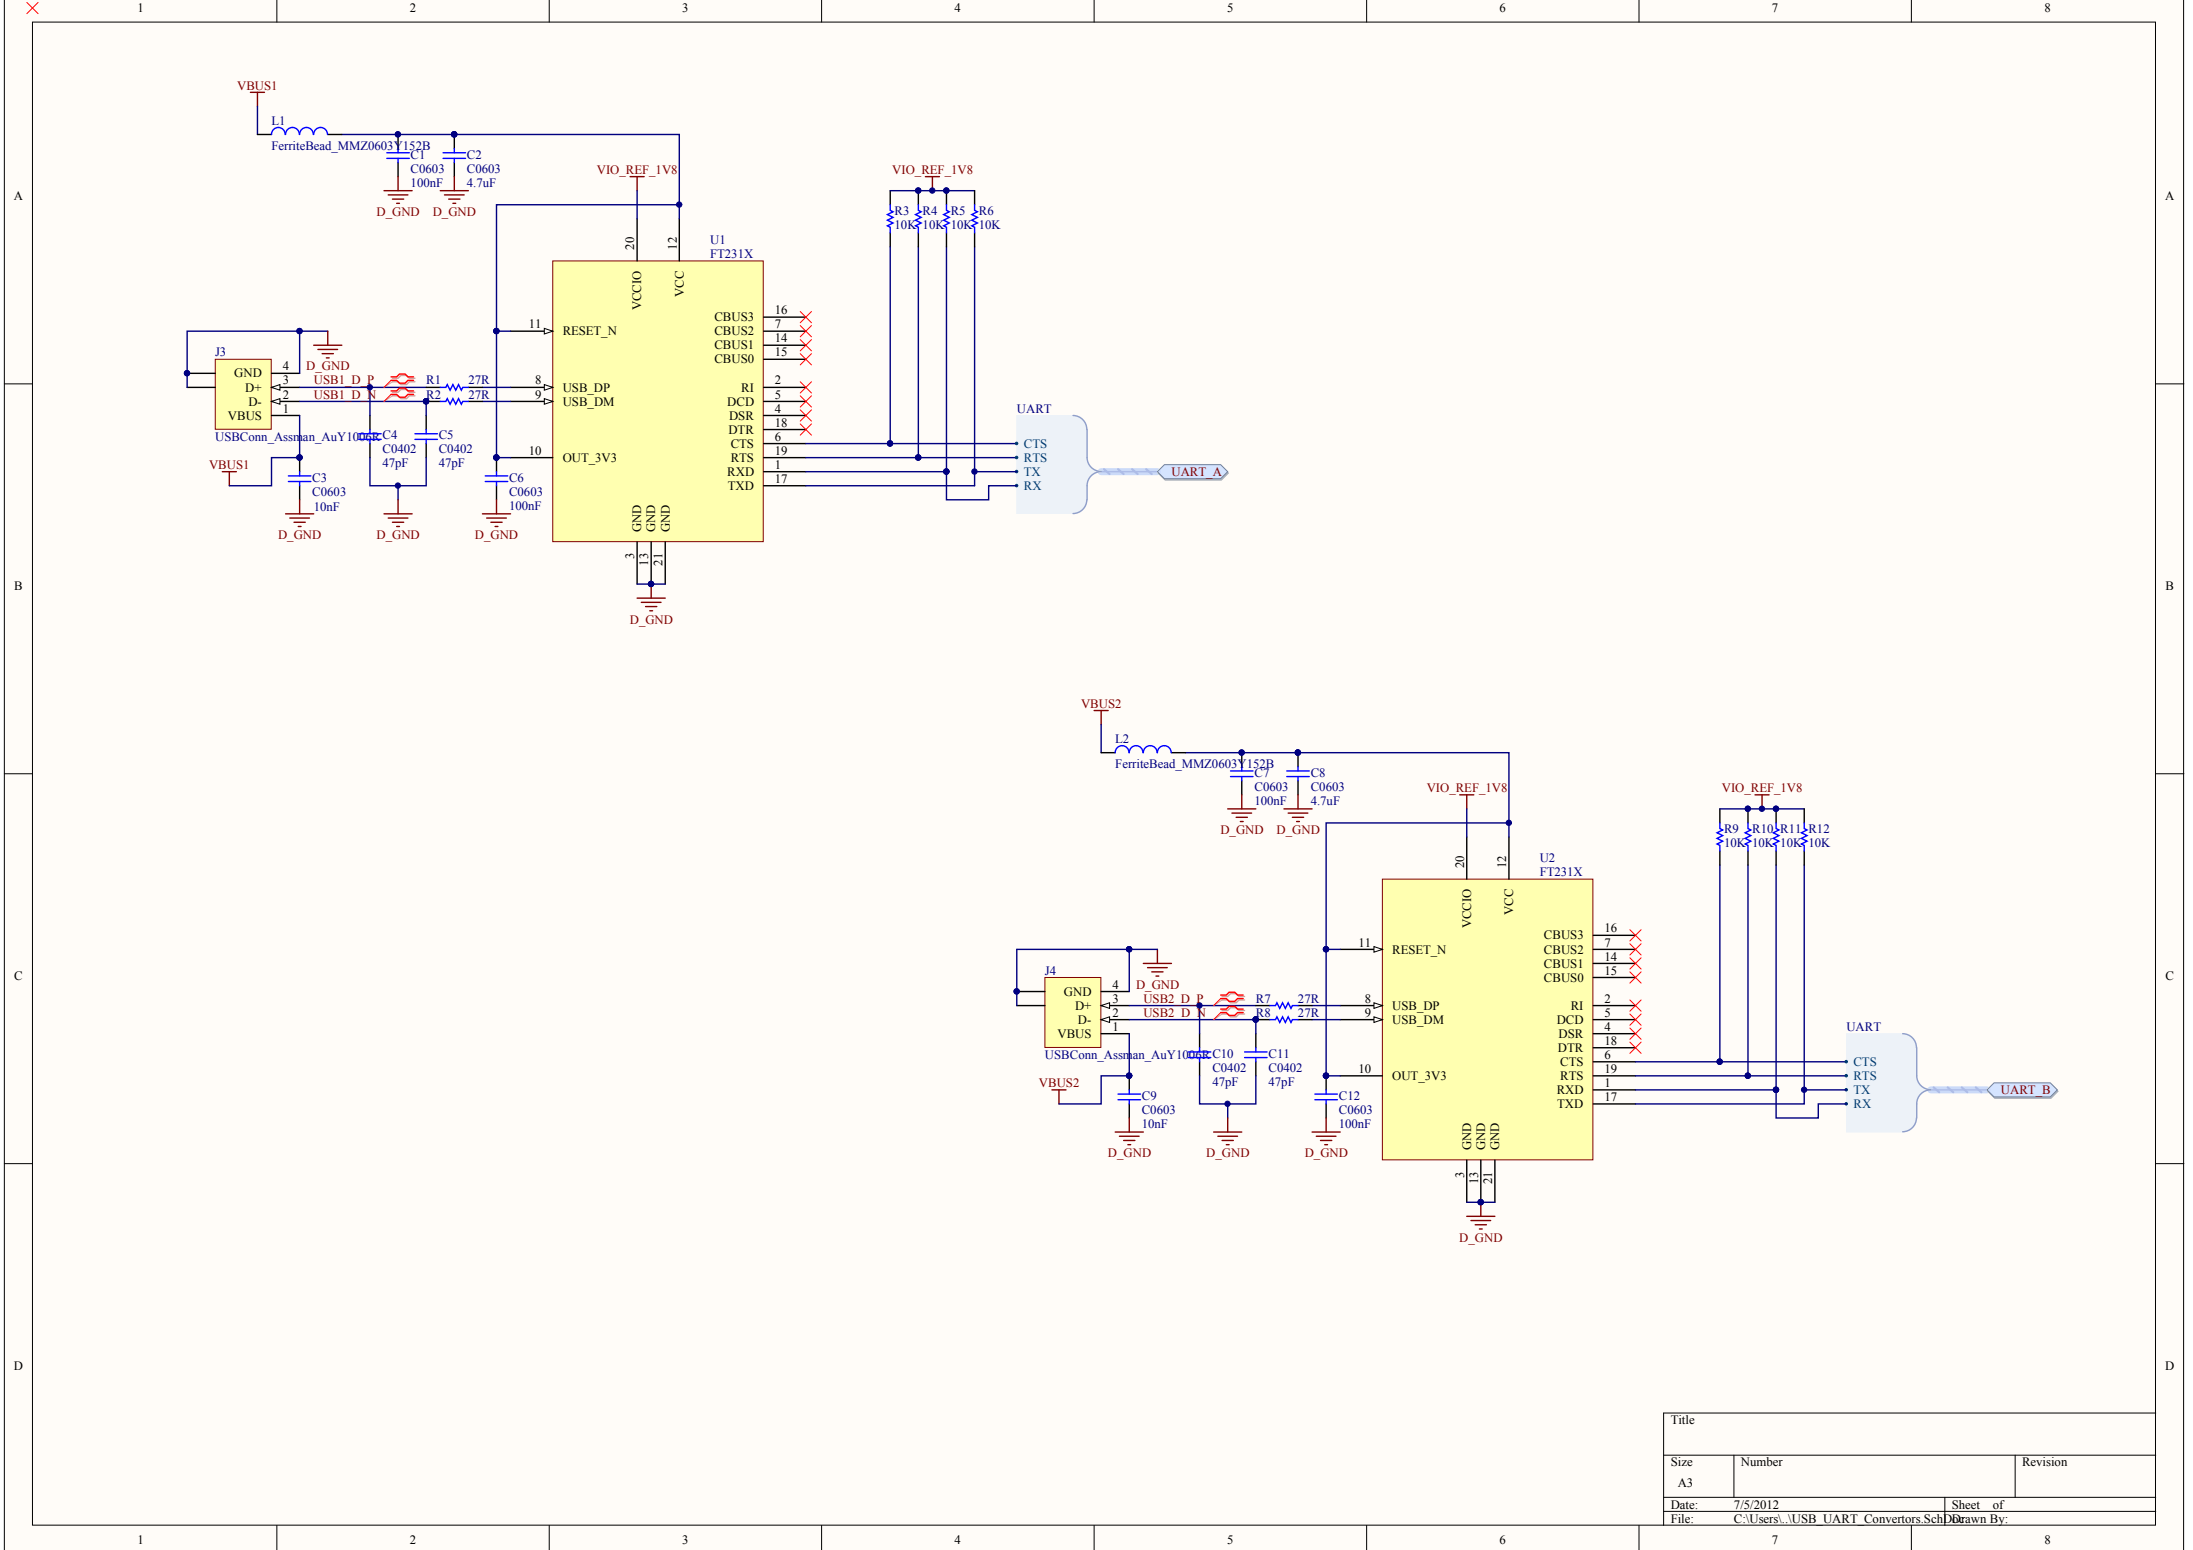 1 2 3 4 5 6 7 8
A A
B B
C C
D D
VBUS1
L1
FerriteBead_MMZ0603Y152B
C1
C0603
100nF
D_GND
C2
C0603
4.7uF
D_GND
VIO_REF_1V8
VIO_REF_1V8
R3
10K
R4
10K
R5
10K
R6
10K
U1
FT231X
20
VCCIO
12
VCC
11 RESET_N
8 USB_DP
9 USB_DM
10 OUT_3V3
CBUS3 16
CBUS2 7
CBUS1 14
CBUS0 15
RI 2
DCD 5
DSR 4
DTR 18
CTS 6
RTS 19
RXD 1
TXD 17
GND
GND
GND
3
13
21
D_GND
J3
GND 4
D+ 3
D- 2
VBUS 1
D_GND
USB1_D_P
USB1_D_N
R1 27R
R2 27R
USBConn_Assman_AuY1006R
VBUS1
C3
C0603
10nF
D_GND
C4
C0402
47pF
C5
C0402
47pF
D_GND
C6
C0603
100nF
D_GND
UART
CTS
RTS
TX
RX
UART_A
VBUS2
L2
FerriteBead_MMZ0603Y152B
C7
C0603
100nF
D_GND
C8
C0603
4.7uF
D_GND
VIO_REF_1V8
VIO_REF_1V8
R9
10K
R10
10K
R11
10K
R12
10K
U2
FT231X
20
VCCIO
12
VCC
11 RESET_N
8 USB_DP
9 USB_DM
10 OUT_3V3
CBUS3 16
CBUS2 7
CBUS1 14
CBUS0 15
RI 2
DCD 5
DSR 4
DTR 18
CTS 6
RTS 19
RXD 1
TXD 17
GND
GND
GND
3
13
21
D_GND
J4
GND 4
D+ 3
D- 2
VBUS 1
D_GND
USB2_D_P
USB2_D_N
R7 27R
R8 27R
USBConn_Assman_AuY1006R
VBUS2
C9
C0603
10nF
D_GND
C10
C0402
47pF
C11
C0402
47pF
D_GND
C12
C0603
100nF
D_GND
UART
CTS
RTS
TX
RX
UART_B
Title
Size Number Revision
A3
Date: 7/5/2012 Sheet of
File: C:\Users\..\USB_UART_Convertors.SchDoc Drawn By:
1 2 3 4 5 6 7 8